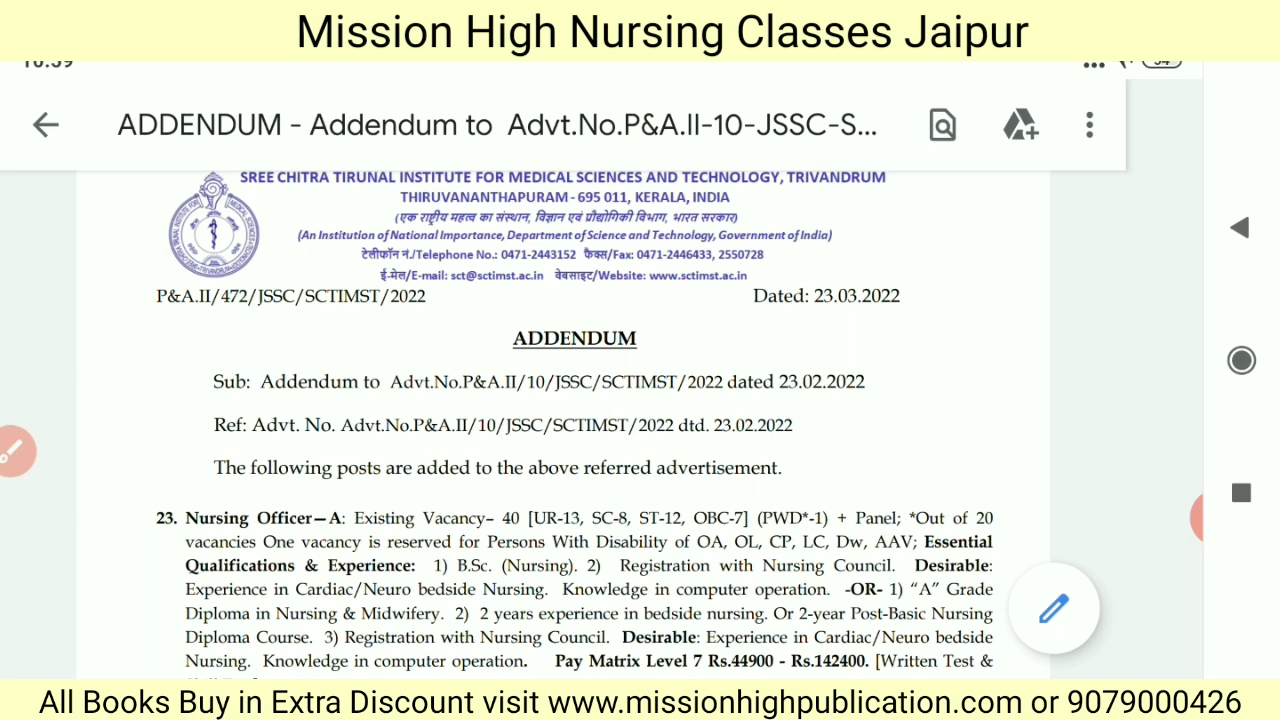 Mission High Nursing Classes Jaipur
ADDENDUM - Addendum to Advt.No.P&A.II-10-JSSC-S...
SREE CHITRA TIRUNAL INSTITUTE FOR MEDICAL SCIENCES AND TECHNOLOGY, TRIVANDRUM
THIRUVANANTHAPURAM - 695 011, KERALA, INDIA
(एक राष्ट्रीय महत्व का संस्थान, विज्ञान एवं प्रौद्योगिकी विभाग, भारत सरकार)
(An Institution of National Importance, Department of Science and Technology, Government of India)
टेलीफॉन नं./Telephone No.: 0471-2443152 फैक्स/Fax: 0471-2446433, 2550728
ई-मेल/E-mail: sct@sctimst.ac.in वेबसाइट/Website: www.sctimst.ac.in
P&A.II/472/JSSC/SCTIMST/2022 Dated: 23.03.2022
ADDENDUM
Sub: Addendum to Advt.No.P&A.II/10/JSSC/SCTIMST/2022 dated 23.02.2022
Ref: Advt. No. Advt.No.P&A.II/10/JSSC/SCTIMST/2022 dtd. 23.02.2022
The following posts are added to the above referred advertisement.
23. Nursing Officer—A: Existing Vacancy– 40 [UR-13, SC-8, ST-12, OBC-7] (PWD*-1) + Panel; *Out of 20
vacancies One vacancy is reserved for Persons With Disability of OA, OL, CP, LC, Dw, AAV; Essential
Qualifications & Experience: 1) B.Sc. (Nursing). 2) Registration with Nursing Council. Desirable:
Experience in Cardiac/Neuro bedside Nursing. Knowledge in computer operation. -OR- 1) “A” Grade
Diploma in Nursing & Midwifery. 2) 2 years experience in bedside nursing. Or 2-year Post-Basic Nursing
Diploma Course. 3) Registration with Nursing Council. Desirable: Experience in Cardiac/Neuro bedside
Nursing. Knowledge in computer operation. Pay Matrix Level 7 Rs.44900 - Rs.142400. [Written Test &
All Books Buy in Extra Discount visit www.missionhighpublication.com or 9079000426